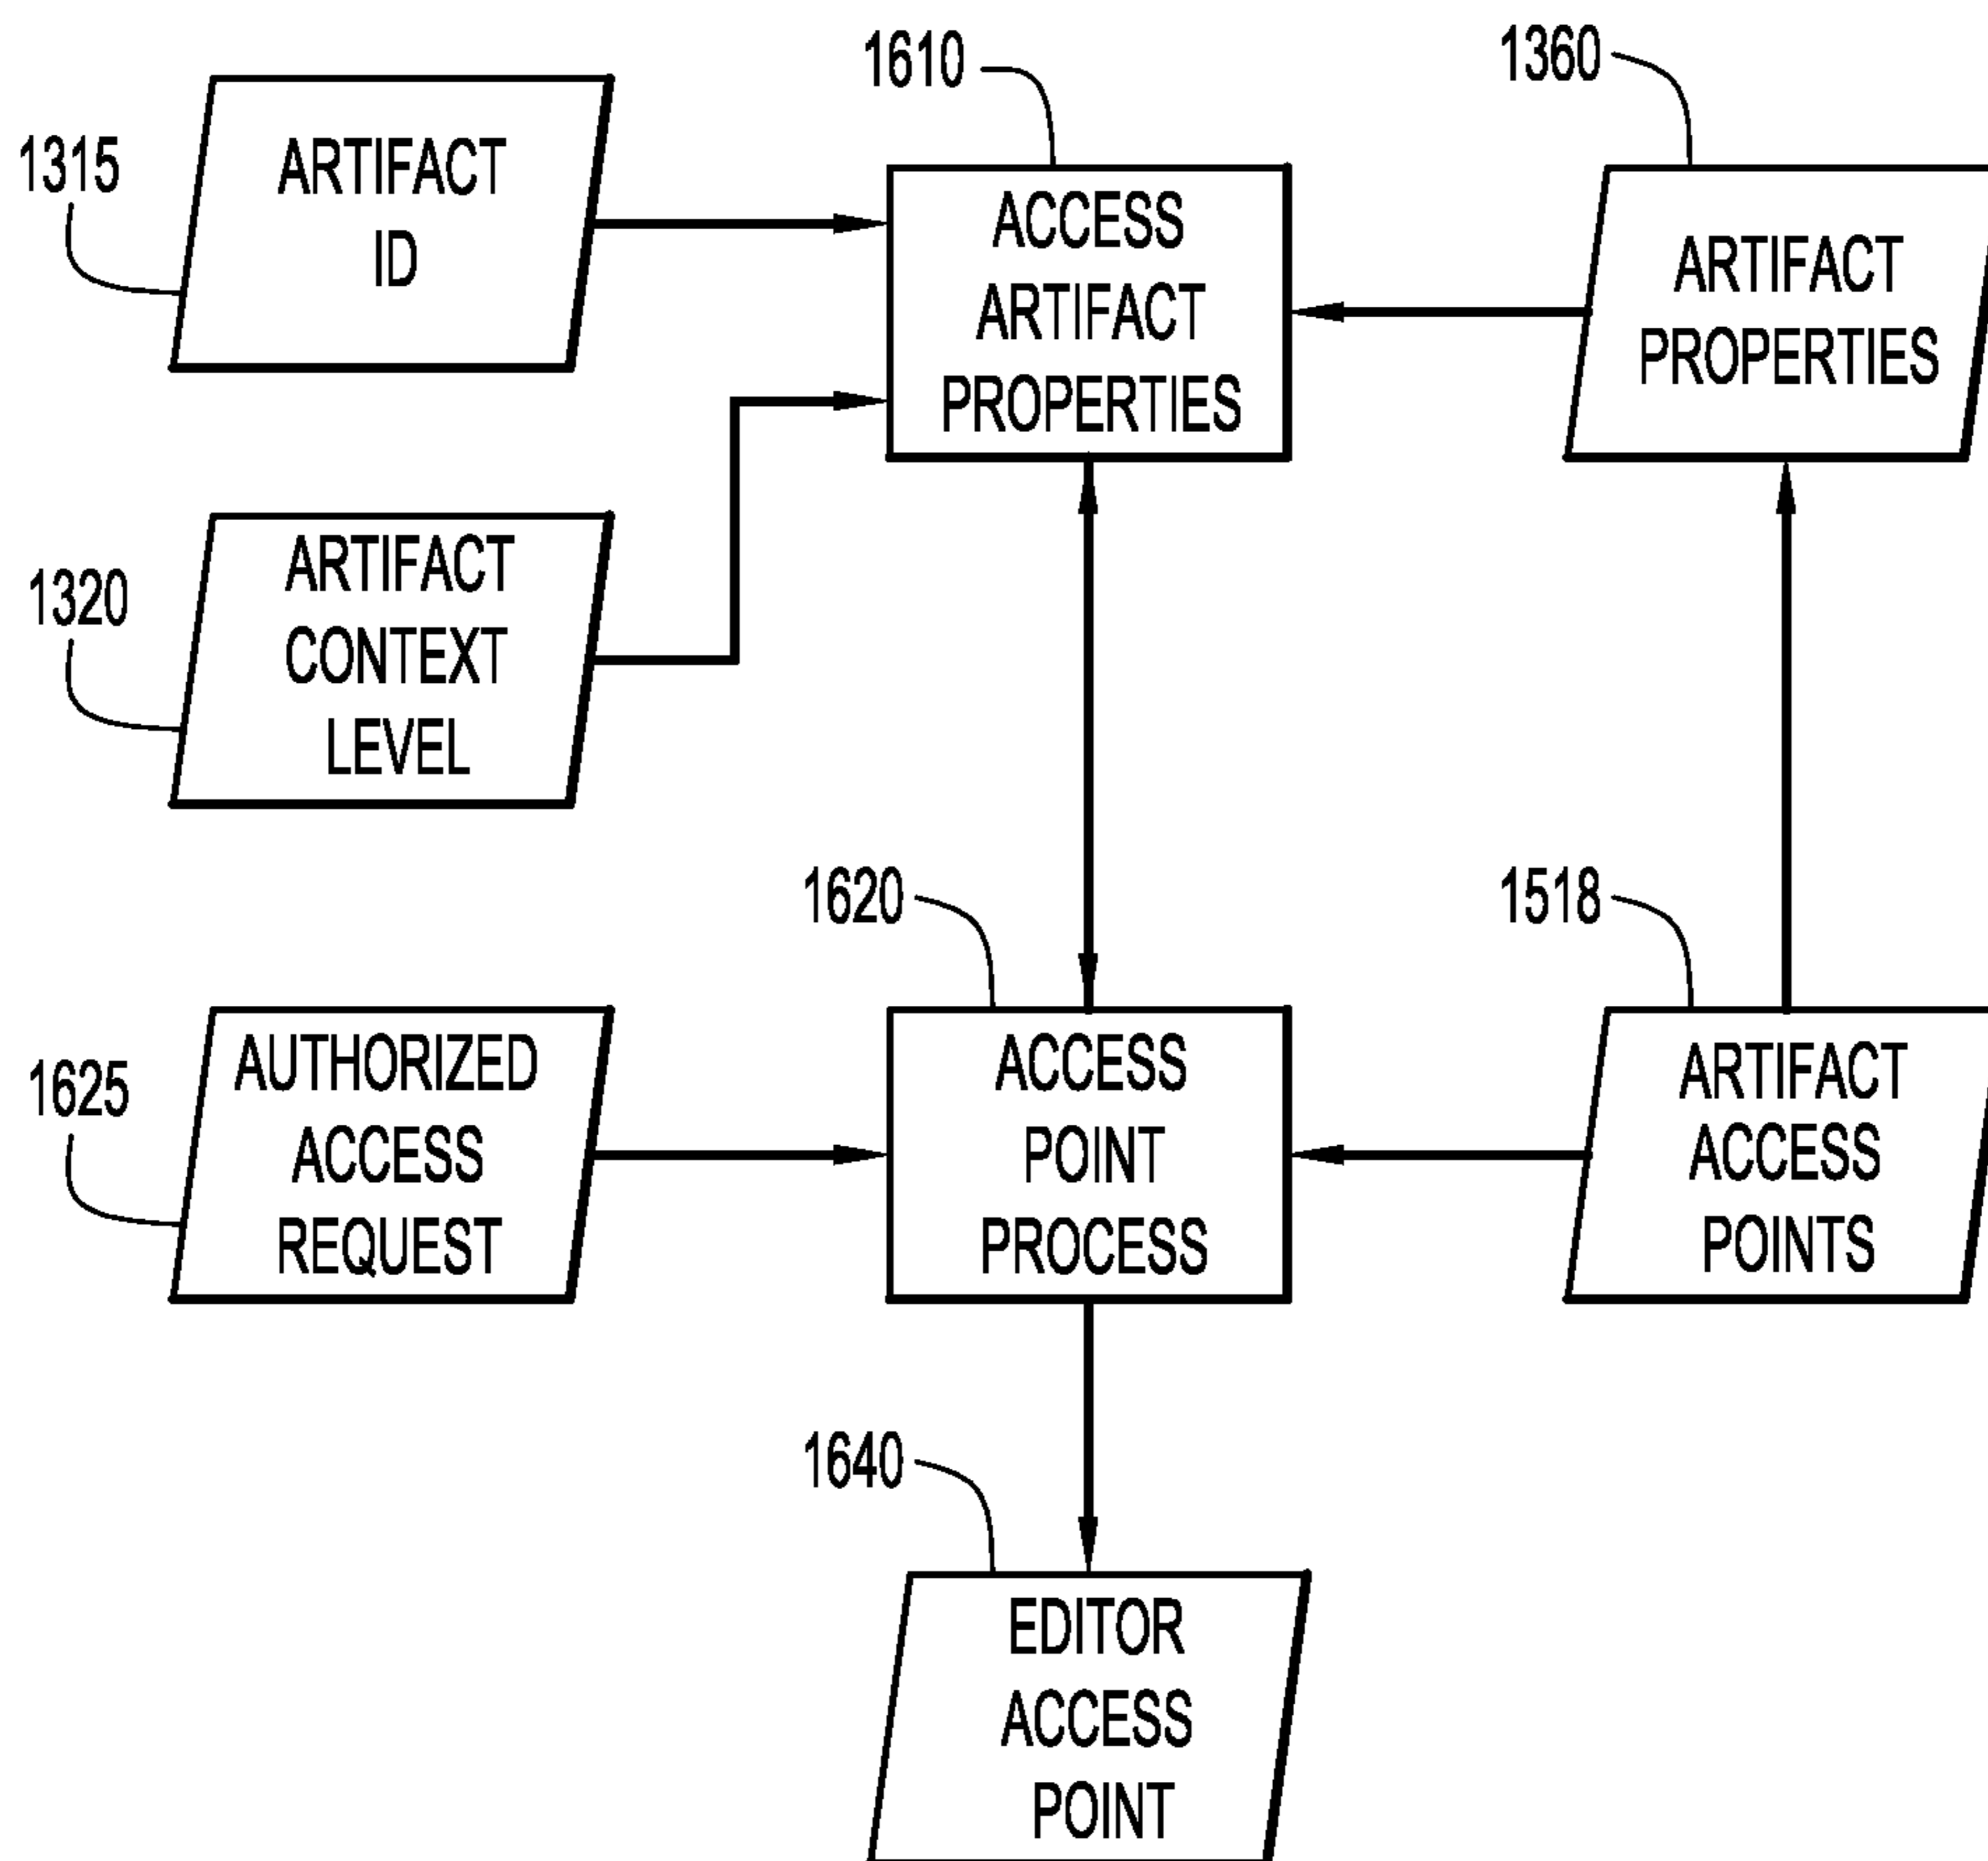 1315
ARTIFACT
ID
1610
ACCESS
ARTIFACT
PROPERTIES
1360
ARTIFACT
PROPERTIES
1320
ARTIFACT
CONTEXT
LEVEL
1625
AUTHORIZED
ACCESS
REQUEST
1620
ACCESS
POINT
PROCESS
1518
ARTIFACT
ACCESS
POINTS
1640
EDITOR
ACCESS
POINT